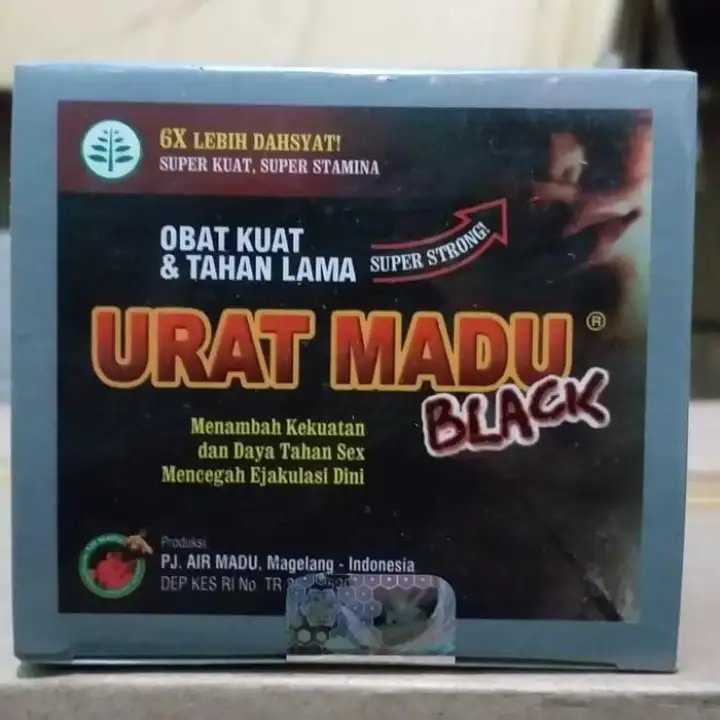 6X LEBIH DAHSYAT!
SUPER KUAT, SUPER STAMINA
OBAT KUAT
& TAHAN LAMA
SUPER STRONG!
URAT MADU ®
BLACK
Menambah Kekuatan
dan Daya Tahan Sex
Mencegah Ejakulasi Dini
Produksi
PJ. AIR MADU, Magelang - Indonesia
DEP KES RI No. TR